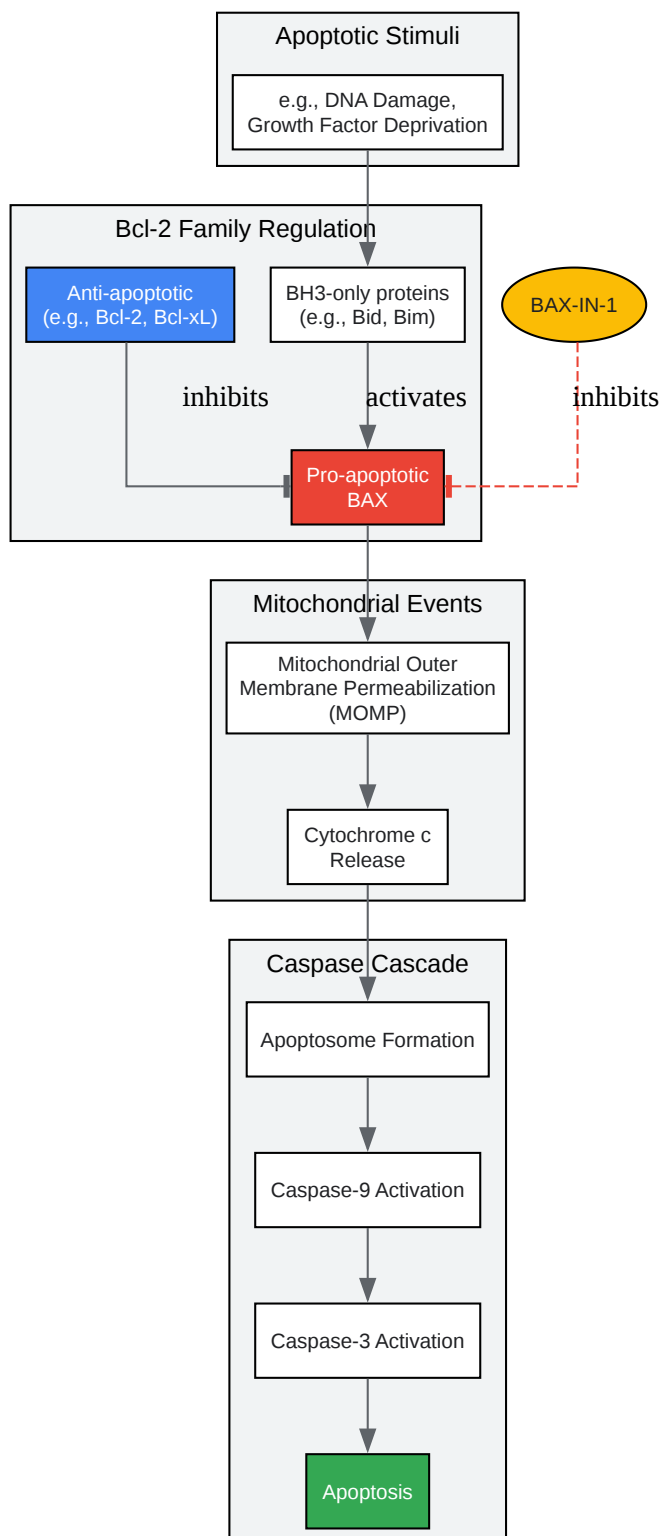 Apoptotic Stimuli
e.g., DNA Damage,
Growth Factor Deprivation
Bcl-2 Family Regulation
Anti-apoptotic
(e.g., Bcl-2, Bcl-xL)
BH3-only proteins
(e.g., Bid, Bim)
BAX-IN-1
inhibits
activates
inhibits
Pro-apoptotic
BAX
Mitochondrial Events
Mitochondrial Outer
Membrane Permeabilization
(MOMP)
Cytochrome c
Release
Caspase Cascade
Apoptosome Formation
Caspase-9 Activation
Caspase-3 Activation
Apoptosis